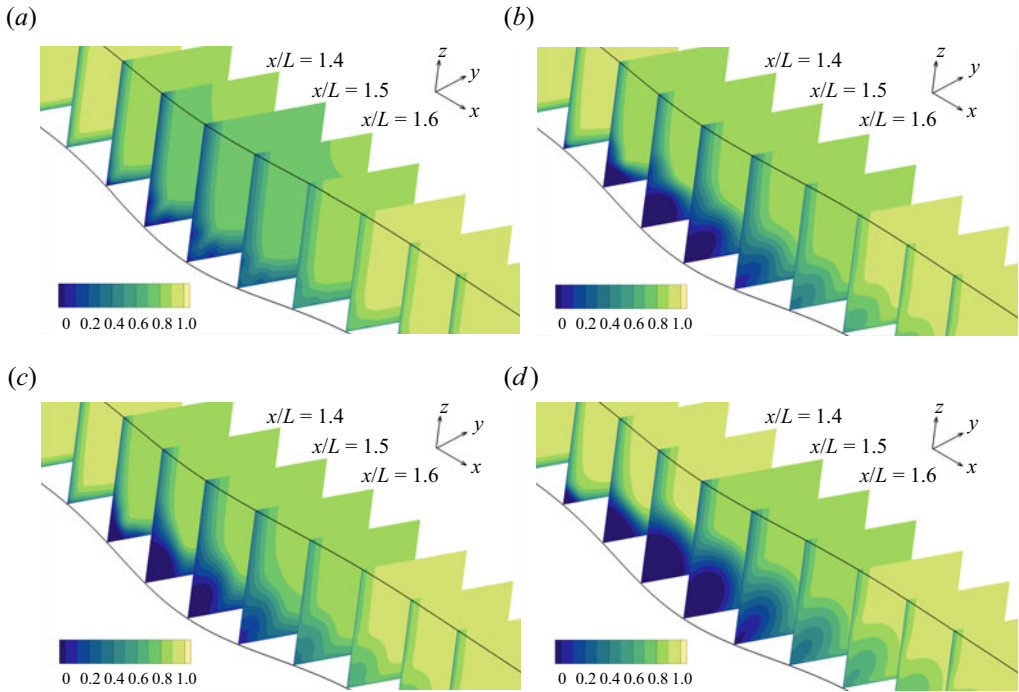 (a)
x/L = 1.4
x/L = 1.5
x/L = 1.6
z
y
x
0 0.2 0.4 0.6 0.8 1.0
(b)
x/L = 1.4
x/L = 1.5
x/L = 1.6
z
y
x
0 0.2 0.4 0.6 0.8 1.0
(c)
x/L = 1.4
x/L = 1.5
x/L = 1.6
z
y
x
0 0.2 0.4 0.6 0.8 1.0
(d)
x/L = 1.4
x/L = 1.5
x/L = 1.6
z
y
x
0 0.2 0.4 0.6 0.8 1.0